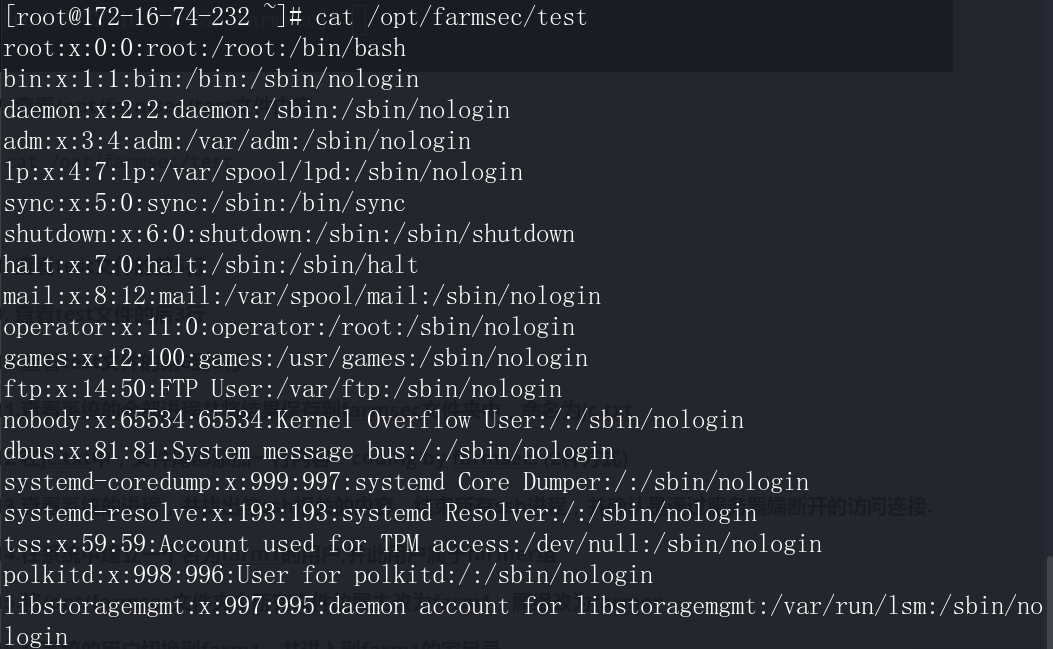 [root@172-16-74-232 ~]# cat /opt/farmsec/test
root:x:0:0:root:/root:/bin/bash
bin:x:1:1:bin:/bin:/sbin/nologin
daemon:x:2:2:daemon:/sbin:/sbin/nologin
adm:x:3:4:adm:/var/adm:/sbin/nologin
lp:x:4:7:lp:/var/spool/lpd:/sbin/nologin
sync:x:5:0:sync:/sbin:/bin/sync
shutdown:x:6:0:shutdown:/sbin:/sbin/shutdown
halt:x:7:0:halt:/sbin:/sbin/halt
mail:x:8:12:mail:/var/spool/mail:/sbin/nologin
operator:x:11:0:operator:/root:/sbin/nologin
games:x:12:100:games:/usr/games:/sbin/nologin
ftp:x:14:50:FTP User:/var/ftp:/sbin/nologin
nobody:x:65534:65534:Kernel Overflow User:/:/sbin/nologin
dbus:x:81:81:System message bus:/:/sbin/nologin
systemd-coredump:x:999:997:systemd Core Dumper:/:/sbin/nologin
systemd-resolve:x:193:193:systemd Resolver:/:/sbin/nologin
tss:x:59:59:Account used for TPM access:/dev/null:/sbin/nologin
polkitd:x:998:996:User for polkitd:/:/sbin/nologin
libstoragemgmt:x:997:995:daemon account for libstoragemgmt:/var/run/lsm:/sbin/no
login